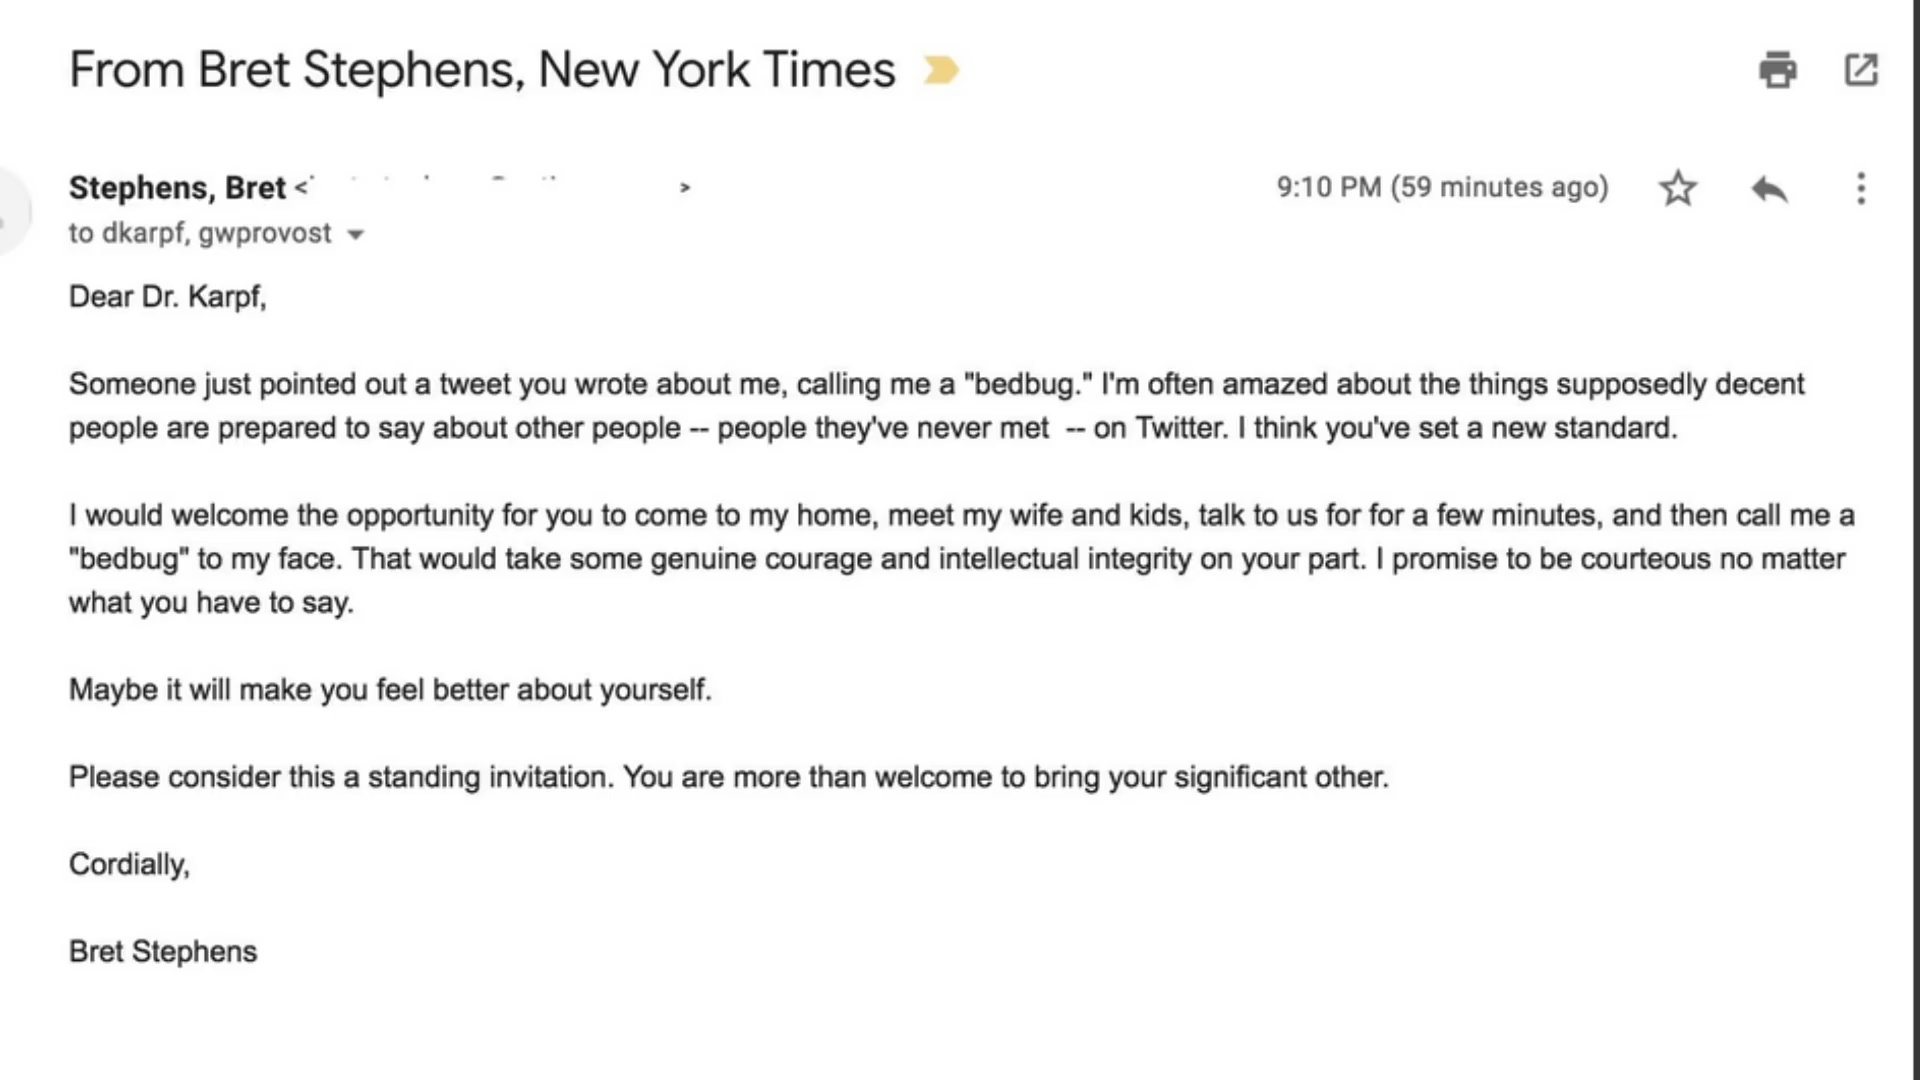 From Bret Stephens, New York Times
Stephens, Bret < >
9:10 PM (59 minutes ago)
to dkarpf, gwprovost
Dear Dr. Karpf,
Someone just pointed out a tweet you wrote about me, calling me a "bedbug." I'm often amazed about the things supposedly decent
people are prepared to say about other people -- people they've never met  -- on Twitter. I think you've set a new standard.
I would welcome the opportunity for you to come to my home, meet my wife and kids, talk to us for for a few minutes, and then call me a
"bedbug" to my face. That would take some genuine courage and intellectual integrity on your part. I promise to be courteous no matter
what you have to say.
Maybe it will make you feel better about yourself.
Please consider this a standing invitation. You are more than welcome to bring your significant other.
Cordially,
Bret Stephens